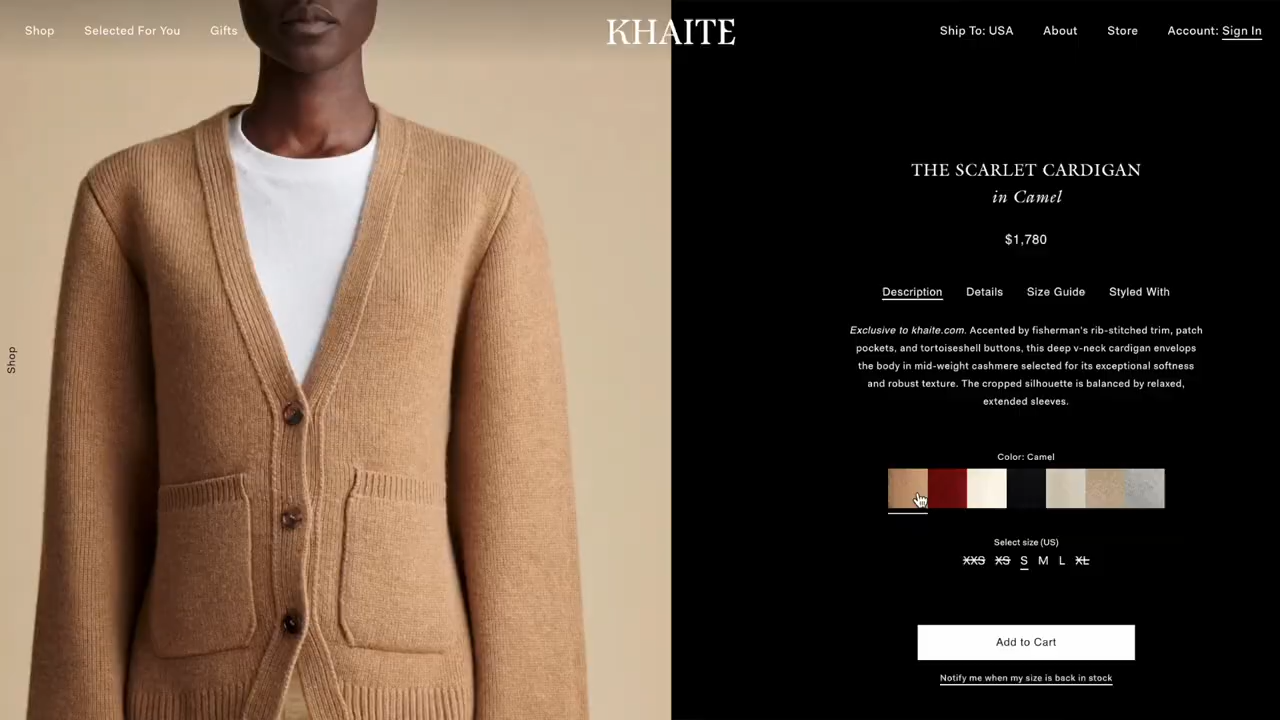 Shop
Selected For You
Gifts
KHAITE
Ship To: USA
About
Store
Account: Sign In
Shop
THE SCARLET CARDIGAN
in Camel
$1,780
Description
Details
Size Guide
Styled With
Exclusive to khaite.com. Accented by fisherman's rib-stitched trim, patch
pockets, and tortoiseshell buttons, this deep v-neck cardigan envelops
the body in mid-weight cashmere selected for its exceptional softness
and robust texture. The cropped silhouette is balanced by relaxed,
extended sleeves.
Color: Camel
Select size (US)
XXS XS S M L XL
Add to Cart
Notify me when my size is back in stock